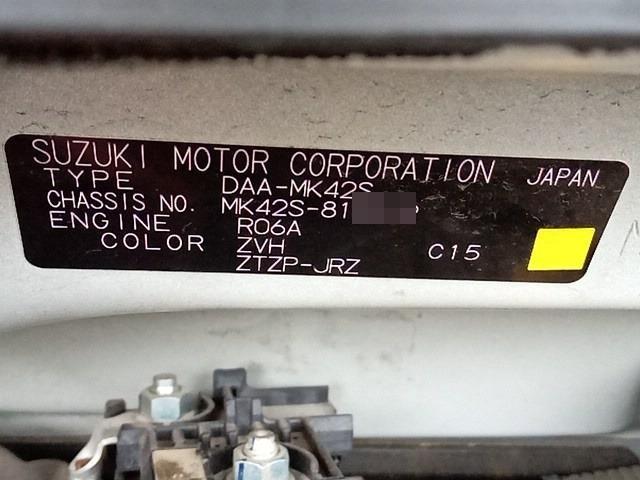 SUZUKI MOTOR CORPORATION JAPAN
TYPE DAA-MK42S
CHASSIS NO. MK42S-81
ENGINE R06A
COLOR ZVH C15
ZTZP-JRZ